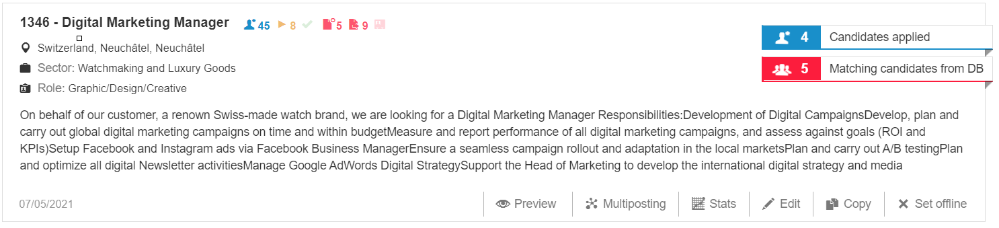 1346 - Digital Marketing Manager 45 8 5 9
Switzerland, Neuchâtel, Neuchâtel
Sector: Watchmaking and Luxury Goods
Role: Graphic/Design/Creative
4 Candidates applied
5 Matching candidates from DB
On behalf of our customer, a renown Swiss-made watch brand, we are looking for a Digital Marketing Manager Responsibilities:Development of Digital CampaignsDevelop, plan and
carry out global digital marketing campaigns on time and within budgetMeasure and report performance of all digital marketing campaigns, and assess against goals (ROI and
KPIs)Setup Facebook and Instagram ads via Facebook Business ManagerEnsure a seamless campaign rollout and adaptation in the local marketsPlan and carry out A/B testingPlan
and optimize all digital Newsletter activitiesManage Google AdWords Digital StrategySupport the Head of Marketing to develop the international digital strategy and media
07/05/2021 Preview Multiposting Stats Edit Copy Set offline